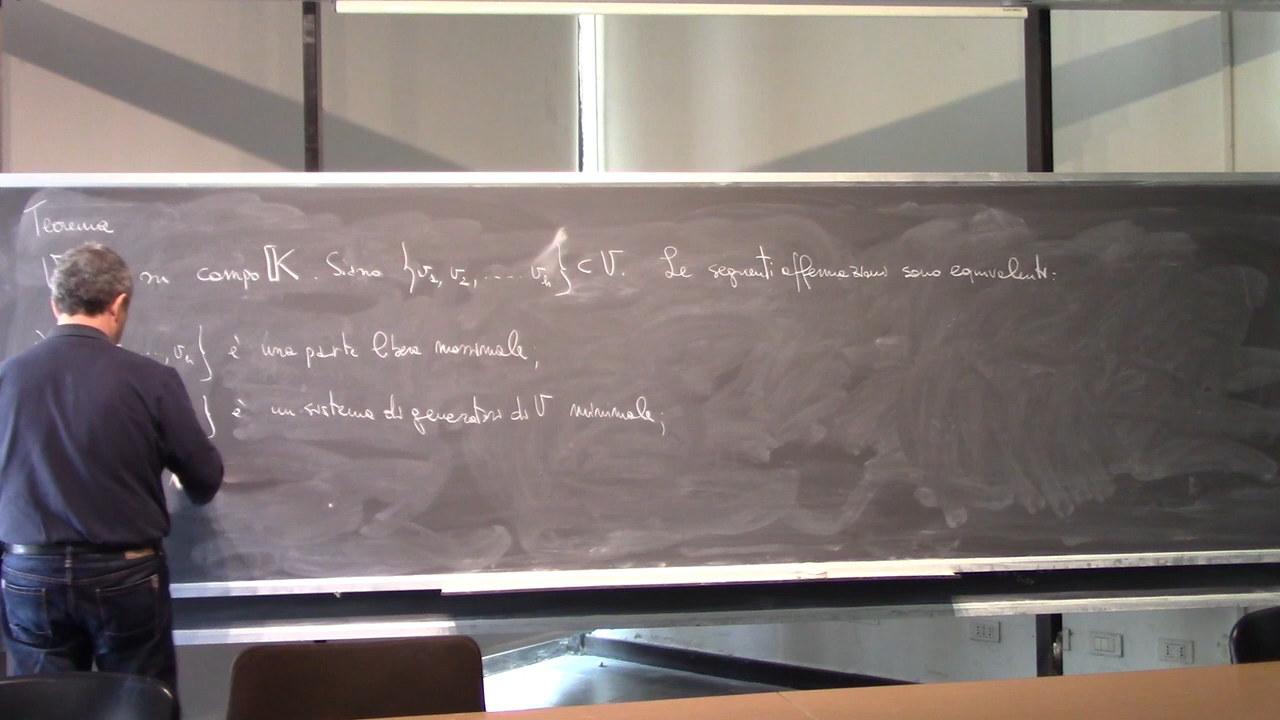 Teorema
campo 𝕂. Siano {v₁, v₂, ..... vₙ} ⊂ V. Le seguenti affermazioni sono equivalenti:
..., vₙ} è una parte libera massimale;
} è un sistema di generatori di V minimale;